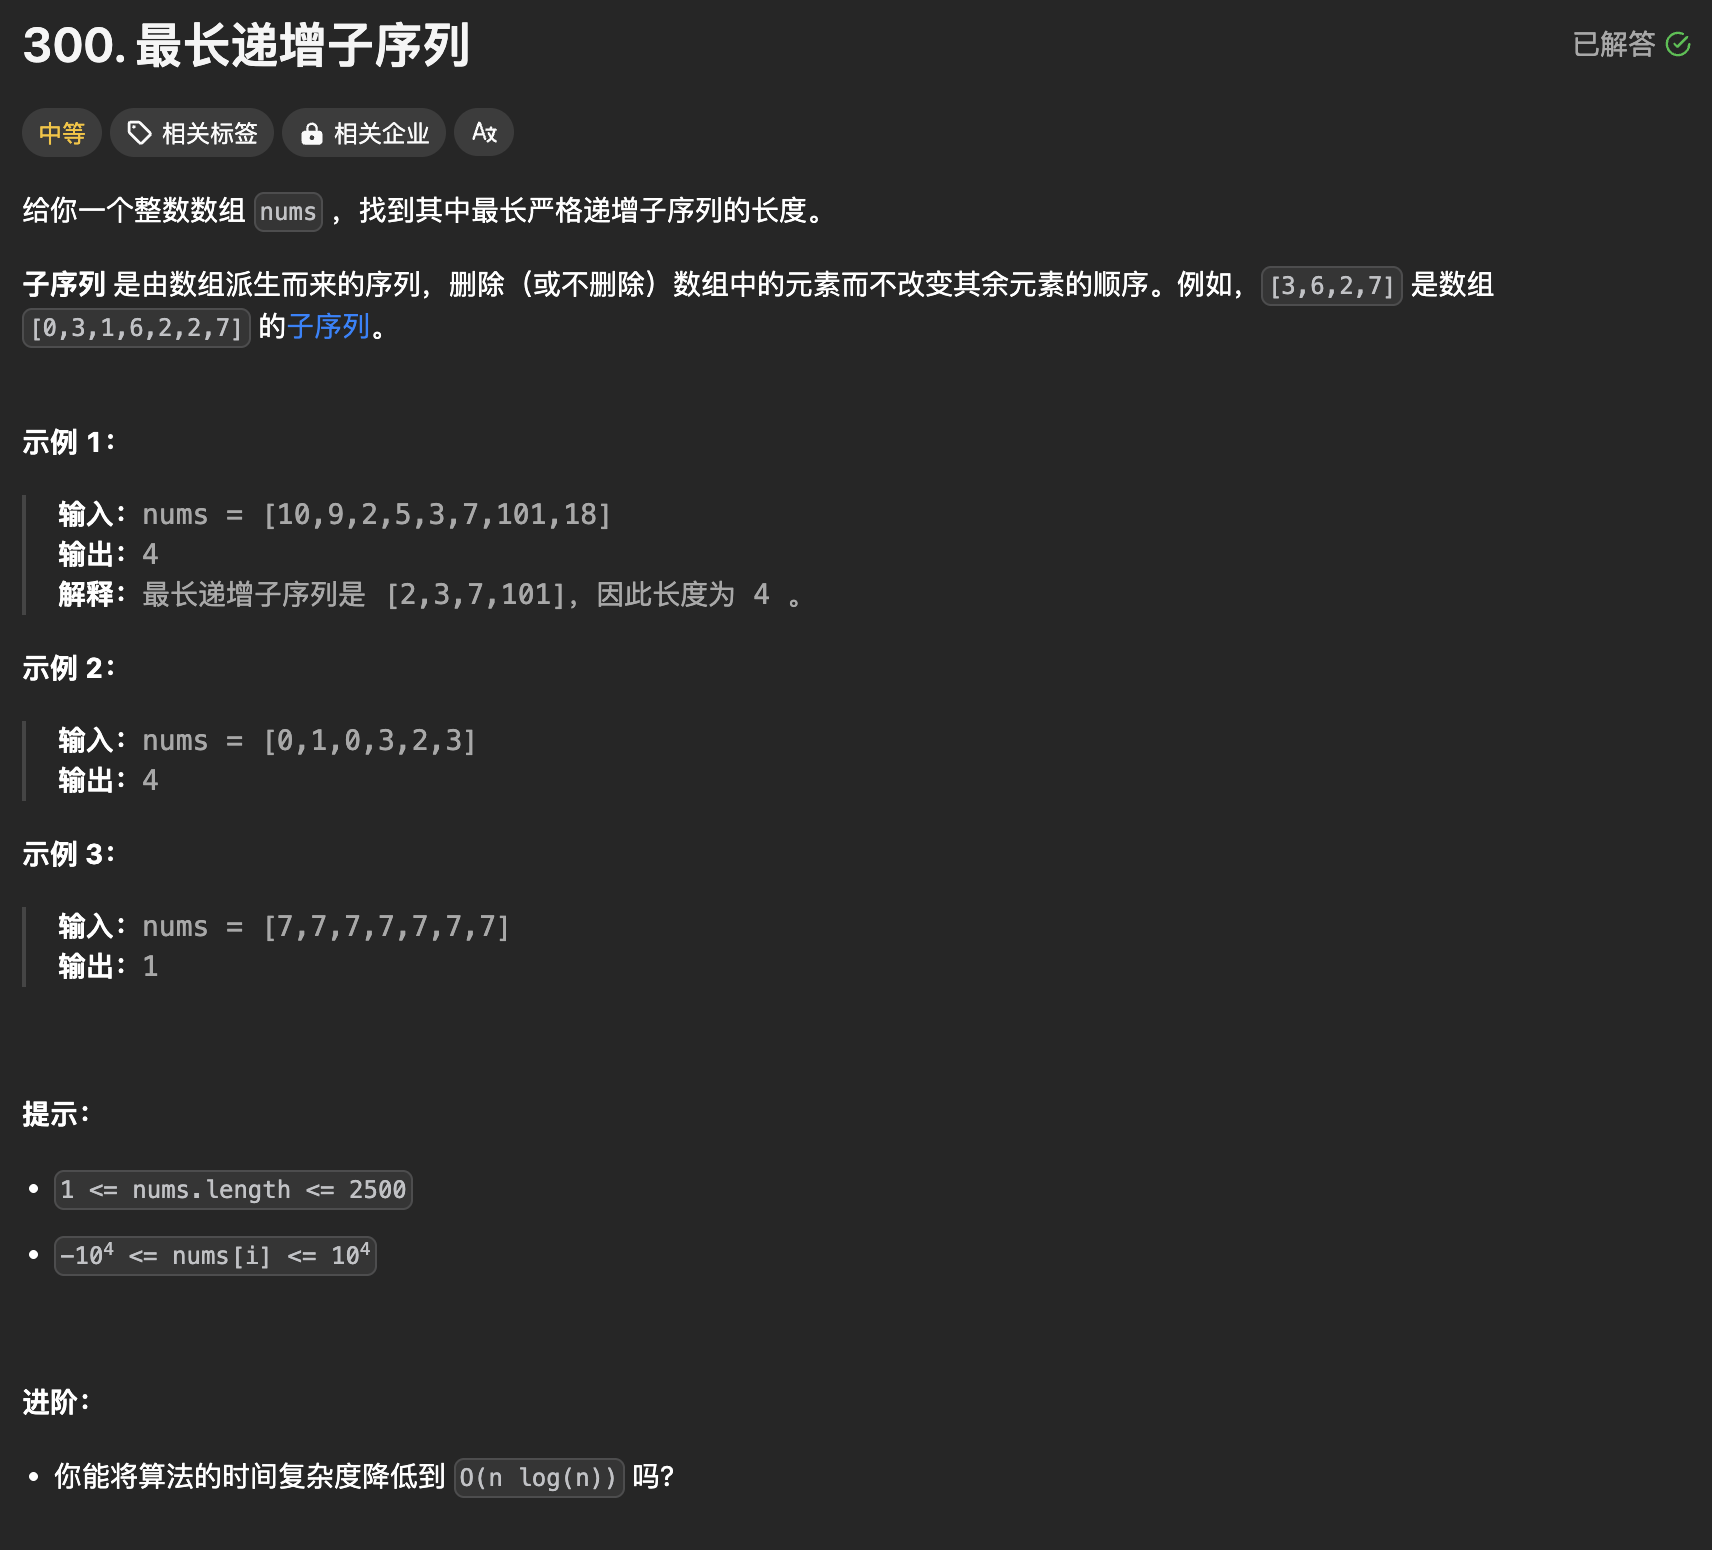 300. 最长递增子序列
已解答
中等
相关标签
相关企业
给你一个整数数组 nums ，找到其中最长严格递增子序列的长度。
子序列 是由数组派生而来的序列，删除（或不删除）数组中的元素而不改变其余元素的顺序。例如，[3,6,2,7] 是数组
[0,3,1,6,2,2,7] 的子序列。
示例 1：
输入：nums = [10,9,2,5,3,7,101,18]
输出：4
解释：最长递增子序列是 [2,3,7,101]，因此长度为 4 。
示例 2：
输入：nums = [0,1,0,3,2,3]
输出：4
示例 3：
输入：nums = [7,7,7,7,7,7,7]
输出：1
提示：
• 1 <= nums.length <= 2500
• -10⁴ <= nums[i] <= 10⁴
进阶：
• 你能将算法的时间复杂度降低到 O(n log(n)) 吗?